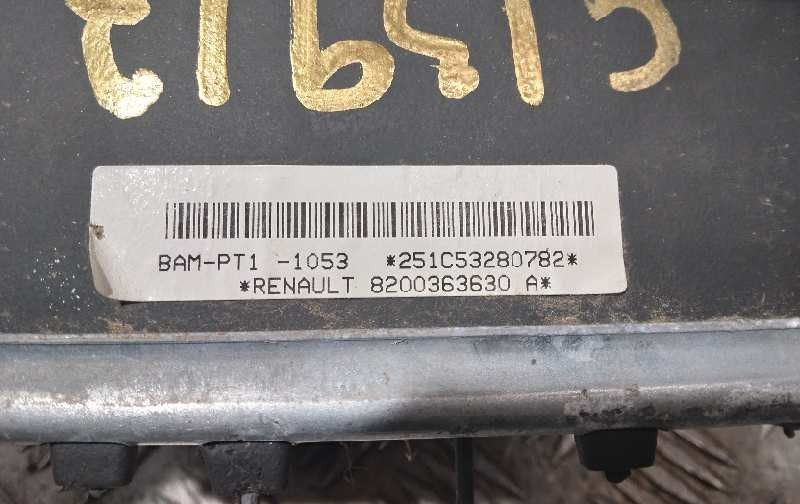 BAM-PT1 -1053 *251C53280782*
*RENAULT 8200363630 A*